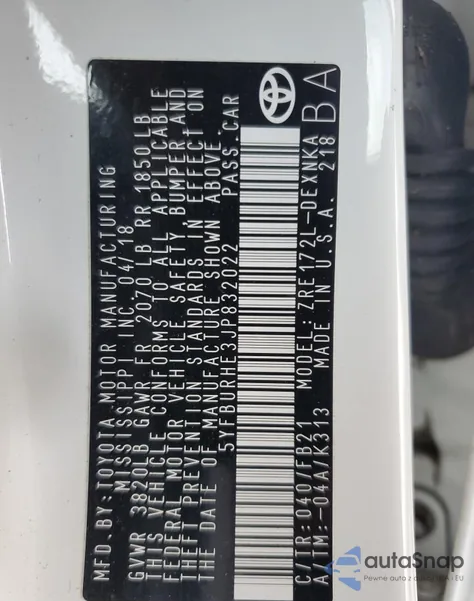 MFD.BY:TOYOTA MOTOR MANUFACTURING
MISSISSIPPI INC. 04/18
GVWR 3820LB GAWR FR 2070 LB RR 1850LB
THIS VEHICLE CONFORMS TO ALL APPLICABLE
FEDERAL MOTOR VEHICLE SAFETY BUMPER AND
THEFT PREVENTION STANDARDS IN EFFECT ON
THE DATE OF MANUFACTURE SHOWN ABOVE.
5YFBURHE3JP832022 PASS.CAR
C/TR:040/FB21 MODEL:ZRE172L-DEXNKA
A/TM:-04A/K313 MADE IN U.S.A. 218
BA
autoSnap